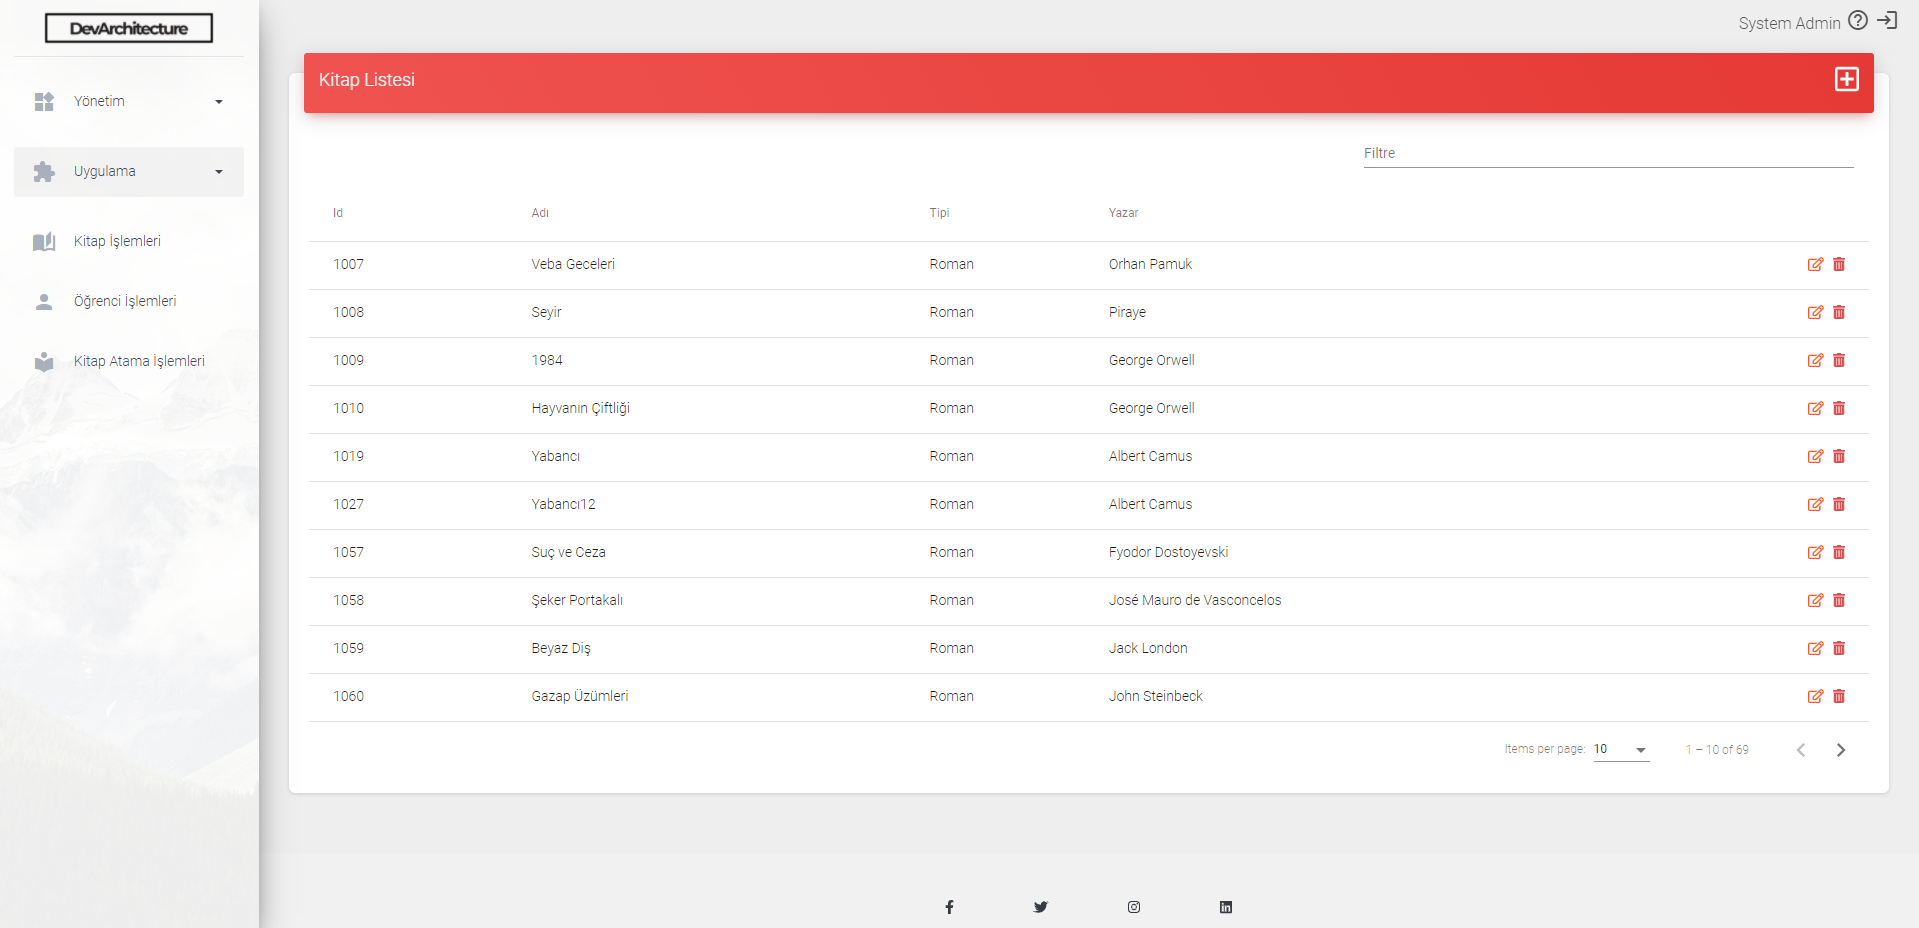 DevArchitecture
System Admin
Yönetim
Uygulama
Kitap İşlemleri
Öğrenci İşlemleri
Kitap Atama İşlemleri
Kitap Listesi
Filtre
Id Adı Tipi Yazar
1007 Veba Geceleri Roman Orhan Pamuk
1008 Seyir Roman Piraye
1009 1984 Roman George Orwell
1010 Hayvanın Çiftliği Roman George Orwell
1019 Yabancı Roman Albert Camus
1027 Yabancı12 Roman Albert Camus
1057 Suç ve Ceza Roman Fyodor Dostoyevski
1058 Şeker Portakalı Roman José Mauro de Vasconcelos
1059 Beyaz Diş Roman Jack London
1060 Gazap Üzümleri Roman John Steinbeck
Items per page: 10 1 – 10 of 69